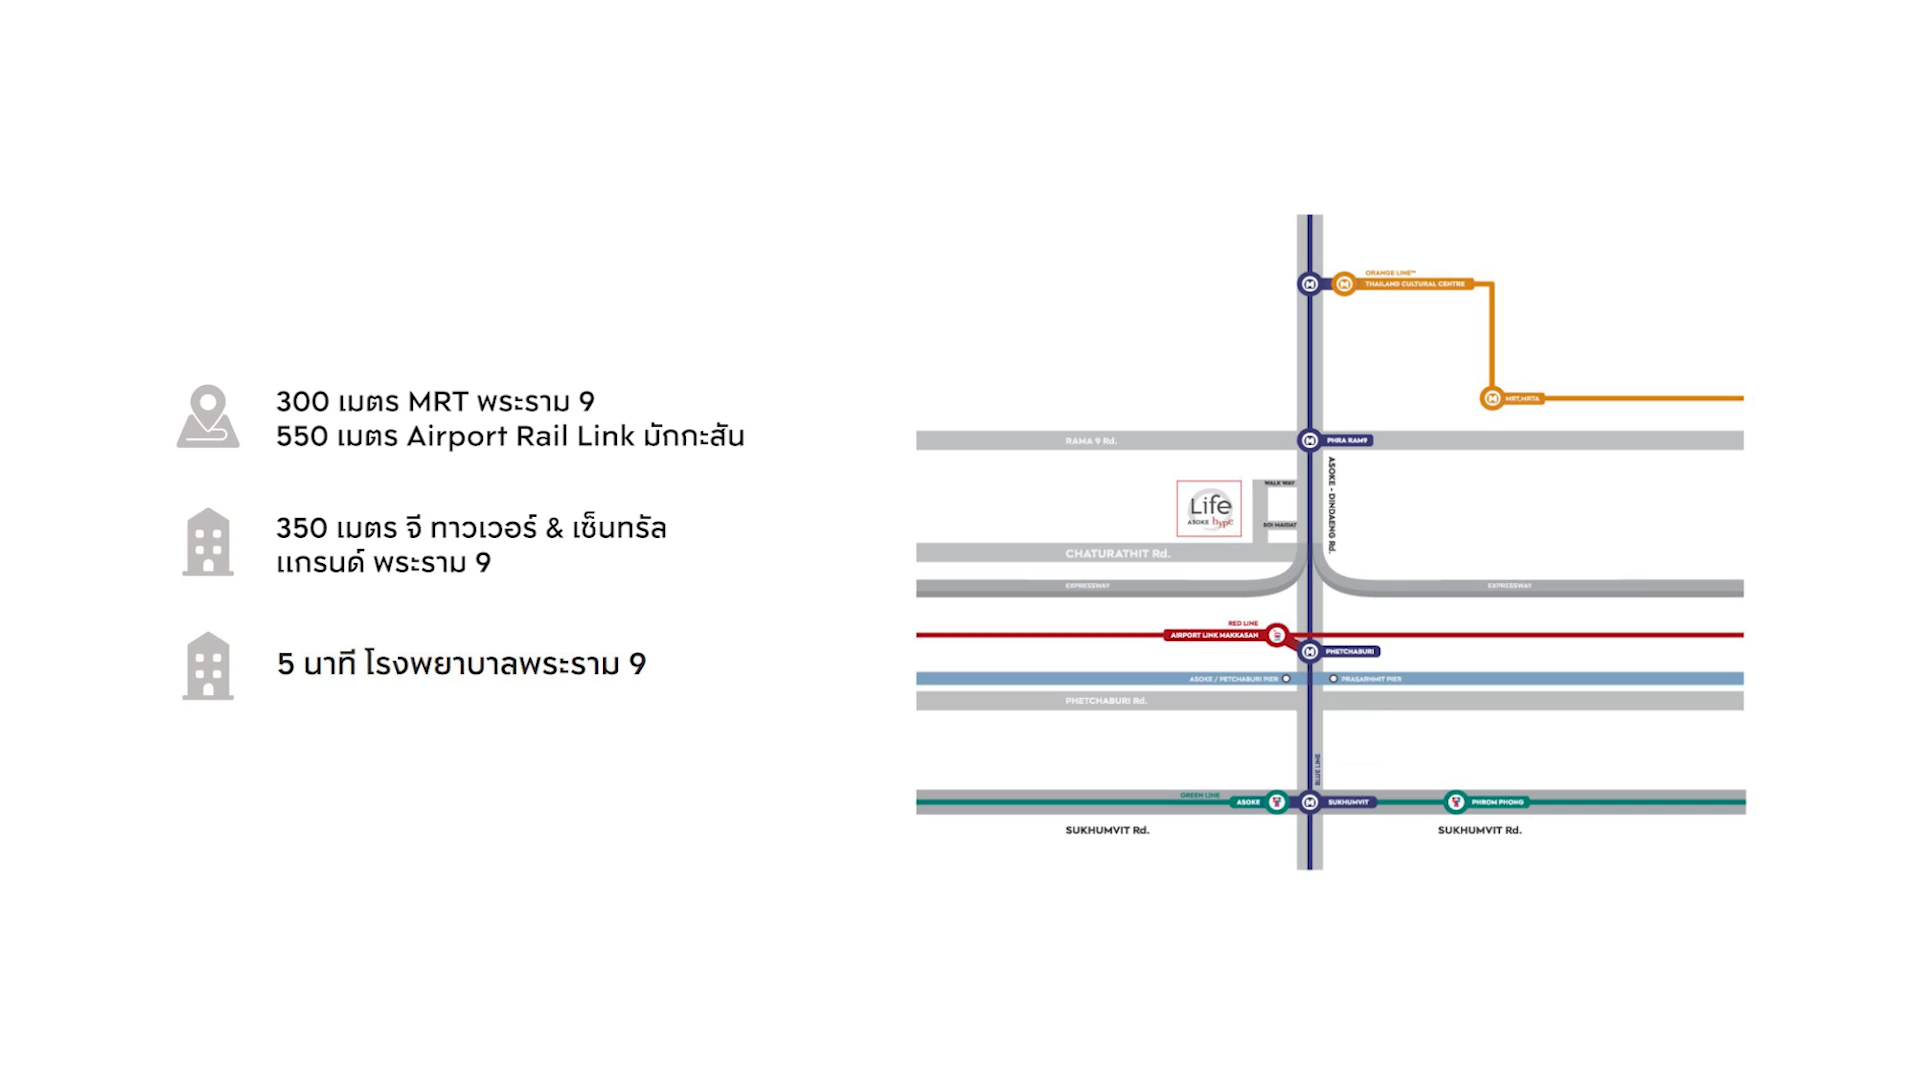 300 เมตร MRT พระราม 9
550 เมตร Airport Rail Link มักกะสัน
350 เมตร จี ทาวเวอร์ & เซ็นทรัล
แกรนด์ พระราม 9
5 นาที โรงพยาบาลพระราม 9
ORANGE LINE™
THAILAND CULTURAL CENTRE
MRT,MRTA
RAMA 9 Rd.
PHRA RAM9
ASOKE - DINDAENG Rd.
WALK WAY
Life
ASOKE hype
SOI MAIDAT
CHATURATHIT Rd.
EXPRESSWAY
EXPRESSWAY
RED LINE
AIRPORT LINK MAKKASAN
PHETCHABURI
ASOKE / PETCHABURI PIER
PRASARNMIT PIER
PHETCHABURI Rd.
BLUE LINE
GREEN LINE
ASOKE
SUKHUMVIT
PHROM PHONG
SUKHUMVIT Rd.
SUKHUMVIT Rd.